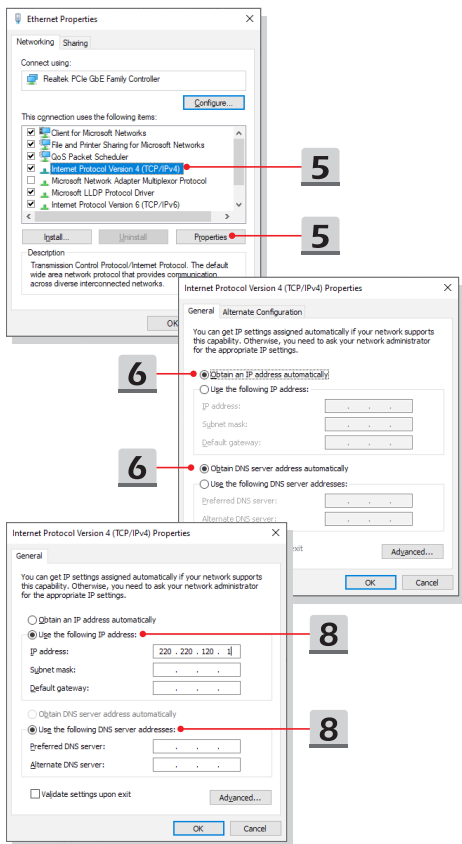 Ethernet Properties
Networking Sharing
Connect using:
Realtek PCIe GbE Family Controller
Configure...
This connection uses the following items:
Client for Microsoft Networks
File and Printer Sharing for Microsoft Networks
QoS Packet Scheduler
Internet Protocol Version 4 (TCP/IPv4)
Microsoft Network Adapter Multiplexor Protocol
Microsoft LLDP Protocol Driver
Internet Protocol Version 6 (TCP/IPv6)
5
Install... Uninstall Properties
5
Description
Transmission Control Protocol/Internet Protocol. The default
wide area network protocol that provides communication
across diverse interconnected networks.
OK
Internet Protocol Version 4 (TCP/IPv4) Properties
General Alternate Configuration
You can get IP settings assigned automatically if your network supports
this capability. Otherwise, you need to ask your network administrator
for the appropriate IP settings.
6
Obtain an IP address automatically
Use the following IP address:
IP address: . . .
Subnet mask: . . .
Default gateway: . . .
6
Obtain DNS server address automatically
Use the following DNS server addresses:
Preferred DNS server: . . .
Alternate DNS server: . . .
exit
Advanced...
OK Cancel
Internet Protocol Version 4 (TCP/IPv4) Properties
General
You can get IP settings assigned automatically if your network supports
this capability. Otherwise, you need to ask your network administrator
for the appropriate IP settings.
Obtain an IP address automatically
Use the following IP address:
8
IP address: 220 . 220 . 120 . 1
Subnet mask: . . .
Default gateway: . . .
Obtain DNS server address automatically
Use the following DNS server addresses:
8
Preferred DNS server: . . .
Alternate DNS server: . . .
Validate settings upon exit
Advanced...
OK Cancel